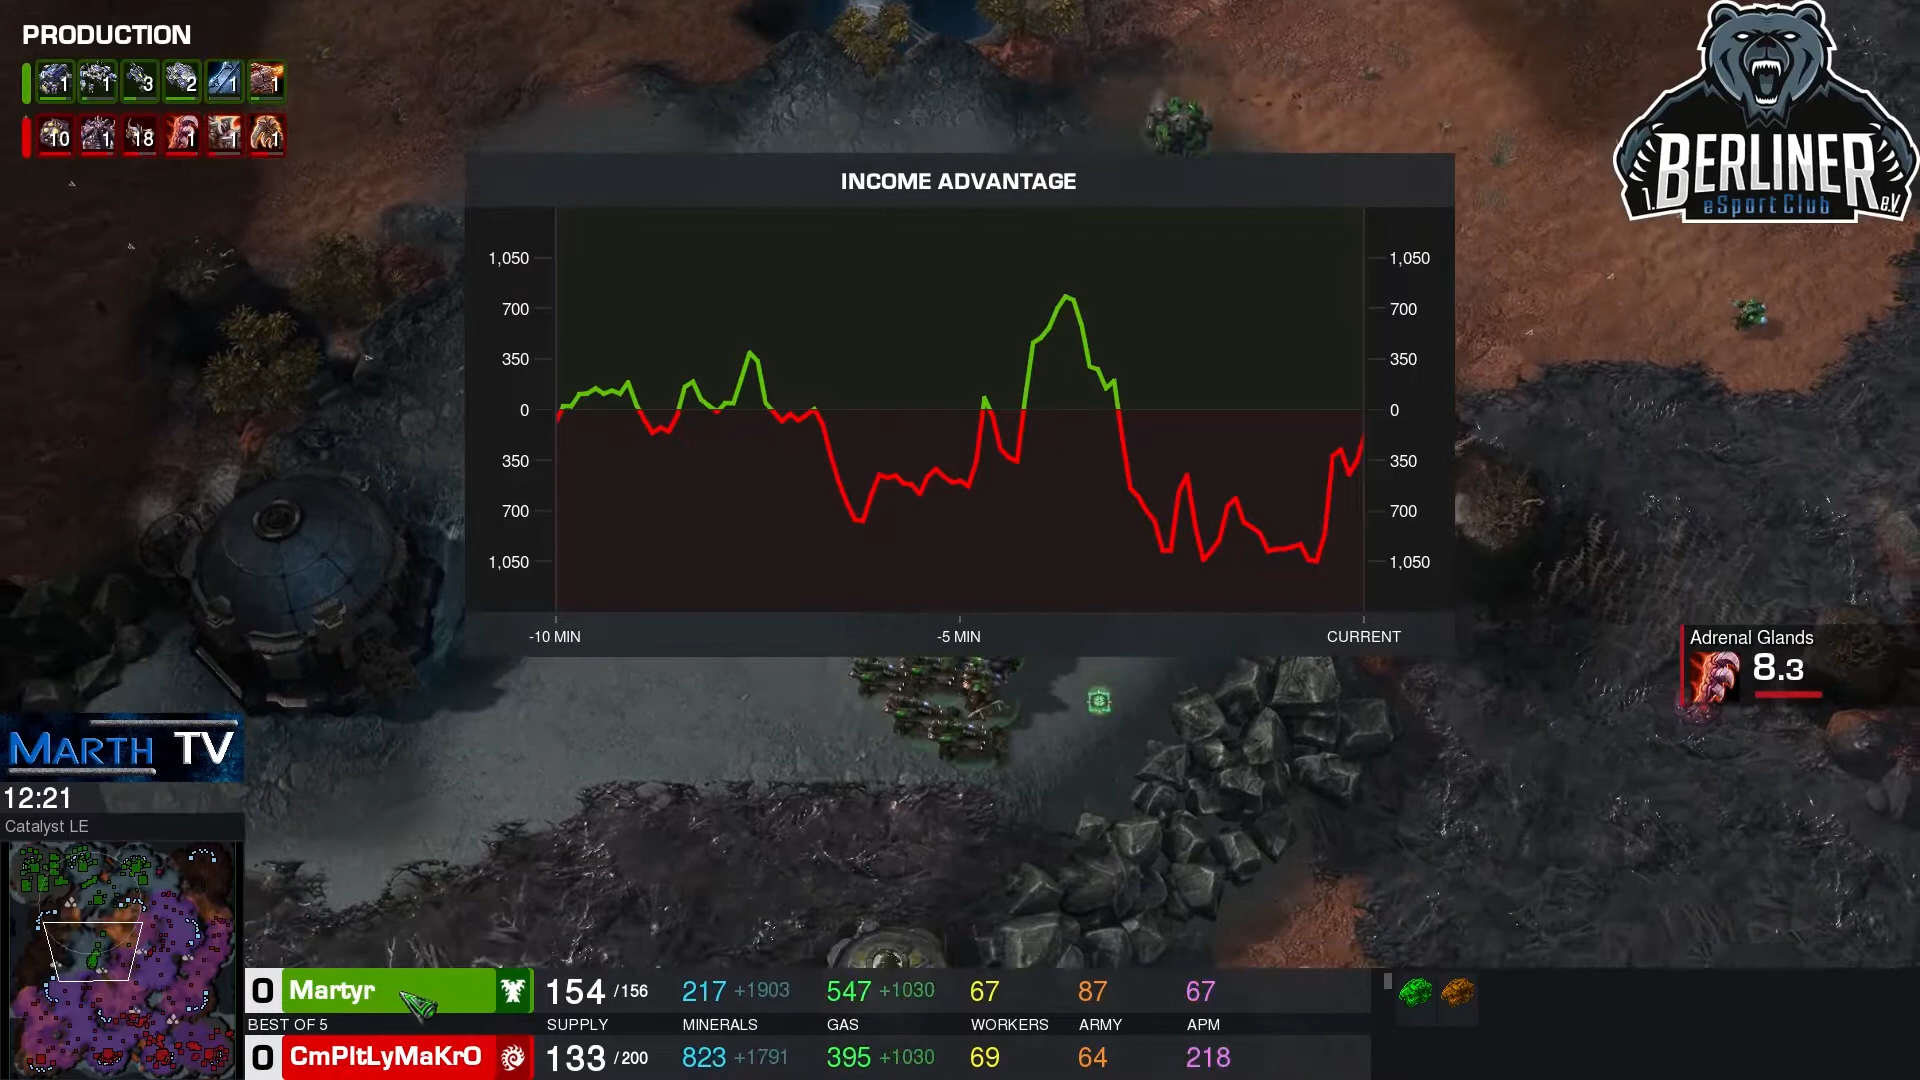 PRODUCTION
1 1 3 2 1 1
10 1 18 1 1 1
BERLINER
1. eSport Club e.V.
INCOME ADVANTAGE
1,050 1,050
700 700
350 350
0 0
350 350
700 700
1,050 1,050
-10 MIN -5 MIN CURRENT
Adrenal Glands
8.3
MARTH TV
12:21
Catalyst LE
0 Martyr 154 /156 217 +1903 547 +1030 67 87 67
BEST OF 5 SUPPLY MINERALS GAS WORKERS ARMY APM
0 CmPltLyMaKrO 133 /200 823 +1791 395 +1030 69 64 218